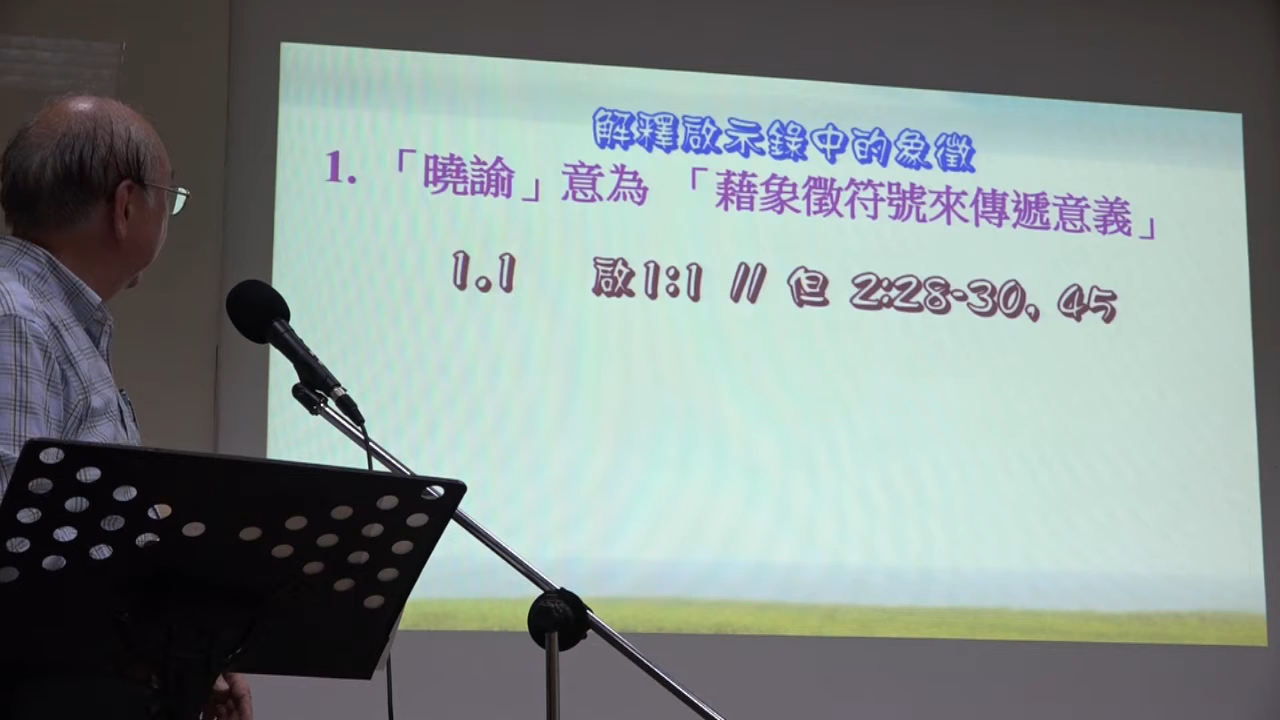 解釋啟示錄中的象徵
1. 「曉諭」意為 「藉象徵符號來傳遞意義」
1.1 啟1:1 // 但 2:28-30, 45